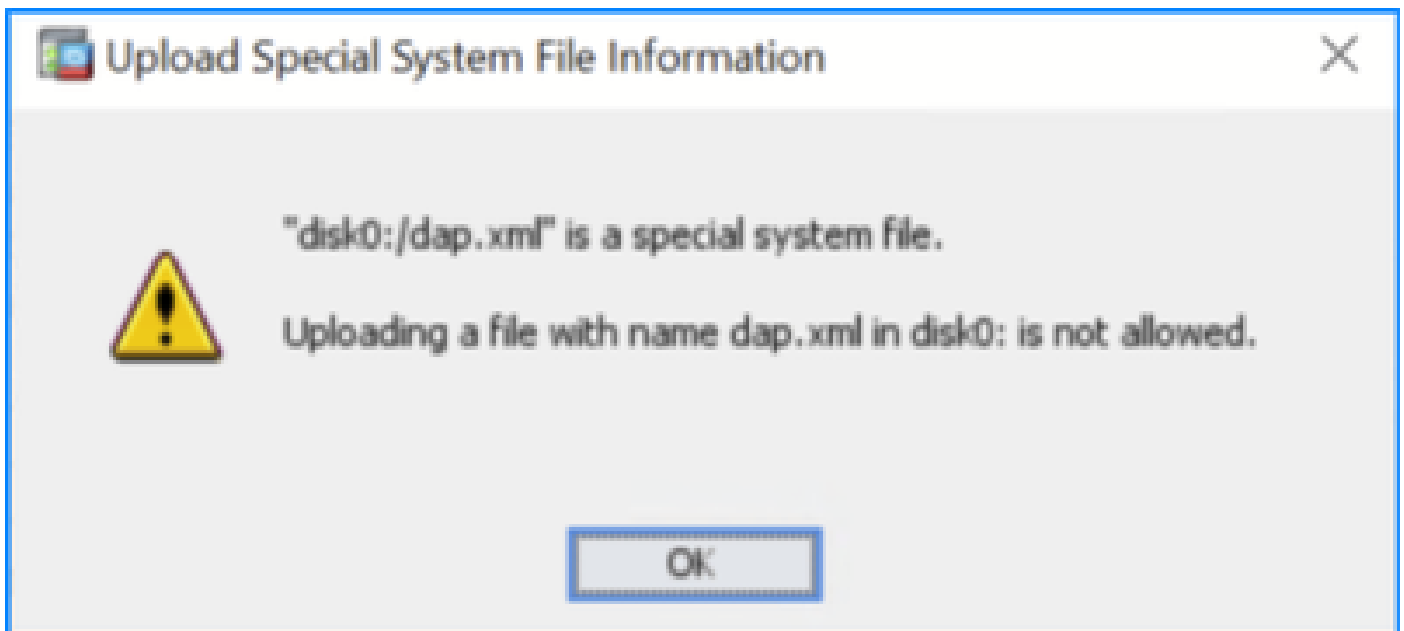 Upload Special System File Information
"disk0:/dap.xml" is a special system file.
Uploading a file with name dap.xml in disk0: is not allowed.
OK